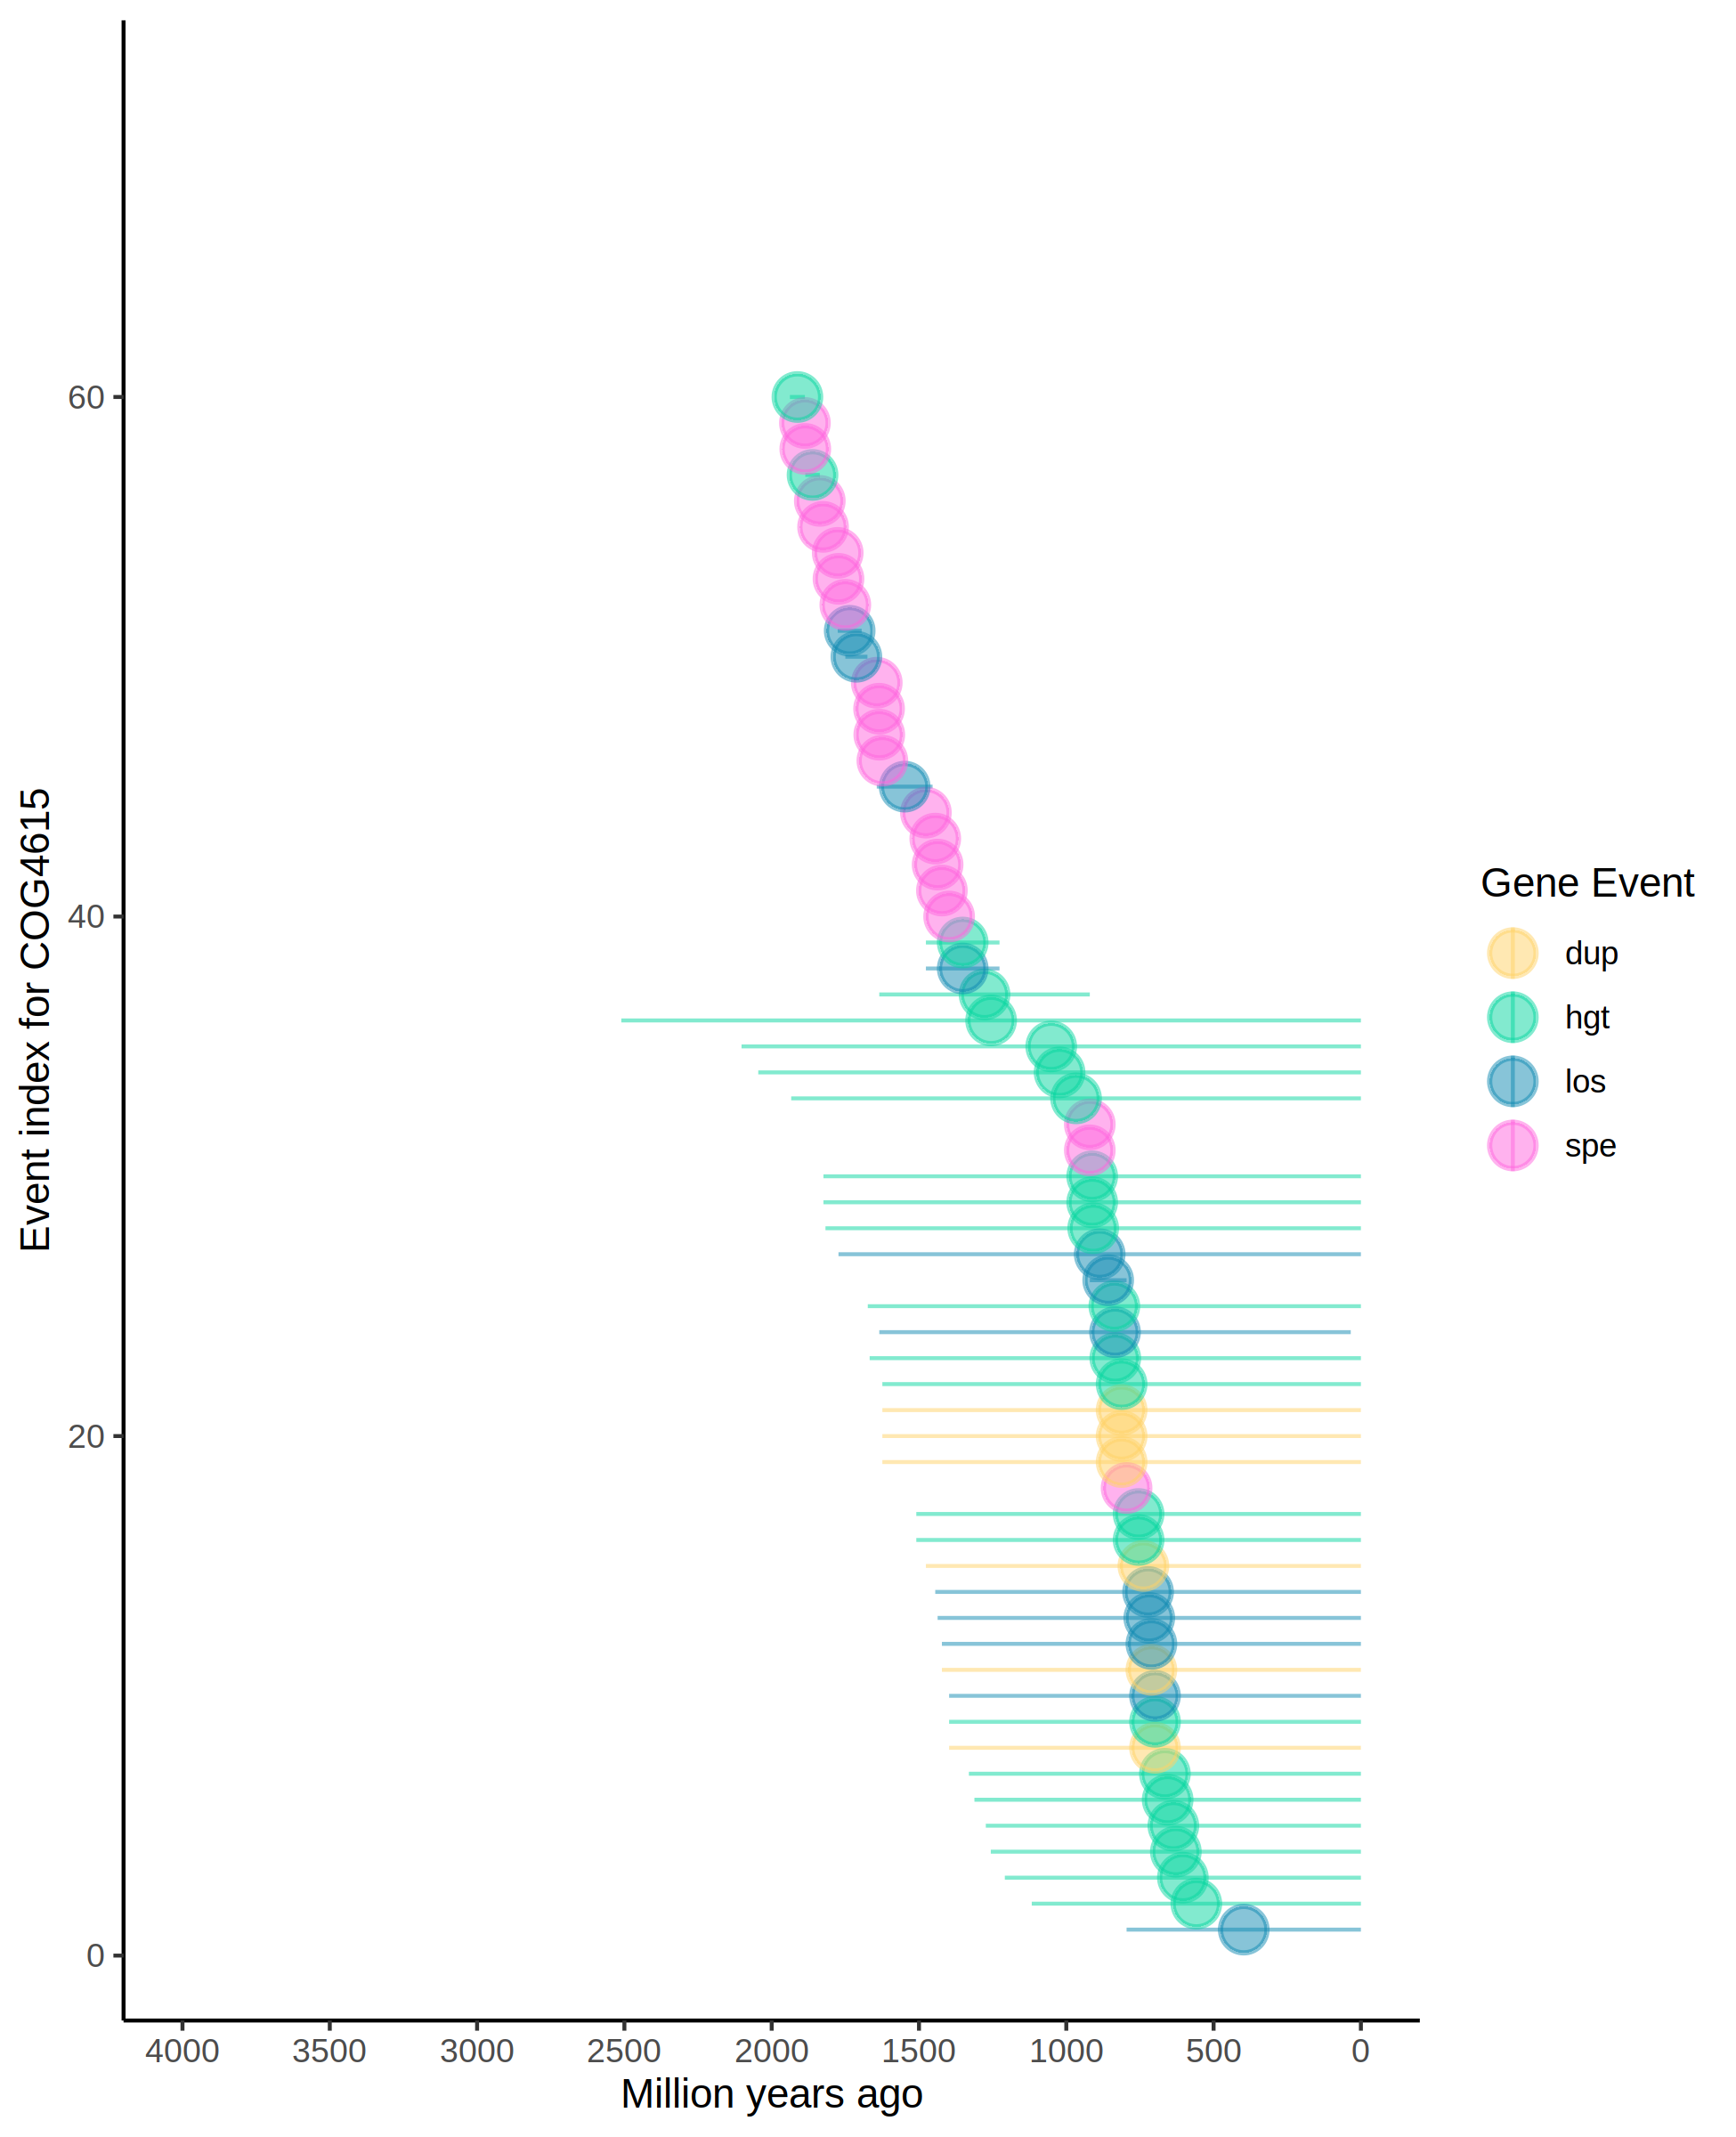 Event index for COG4615
60
40
20
0
4000 3500 3000 2500 2000 1500 1000 500 0
Million years ago
Gene Event
dup
hgt
los
spe